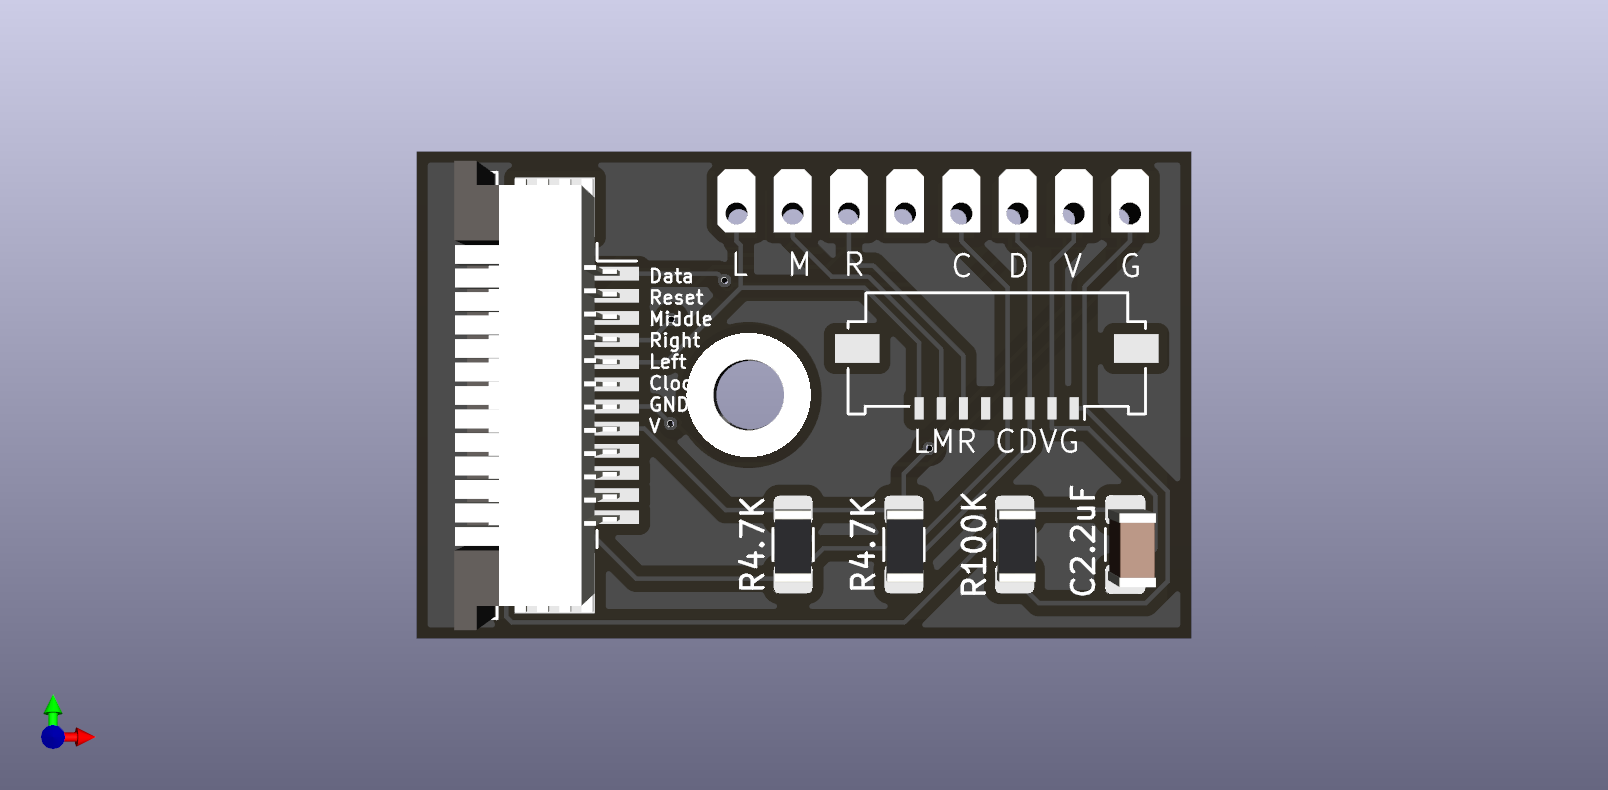 L M R C D V G
Data
Reset
Middle
Right
Left
Cloc
GND
V
LMR CDVG
R4.7K
R4.7K
R100K
C2.2uF